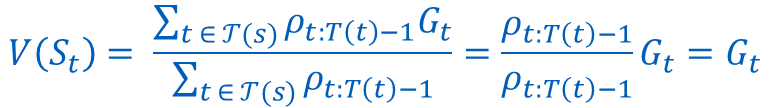 V(S_t) = \frac{\sum_{t \in \mathcal{T}(s)} \rho_{t:T(t)-1} G_t}{\sum_{t \in \mathcal{T}(s)} \rho_{t:T(t)-1}} = \frac{\rho_{t:T(t)-1}}{\rho_{t:T(t)-1}} G_t = G_t